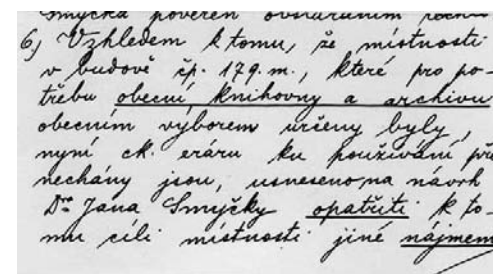 Smyčka pověřen obstaráním
6) Vzhledem k tomu, že místnosti
v budově čp. 179. m., které pro po-
třebu obecní knihovny a archivu
obecním výborem určeny byly,
nyní ck. eráru ku používání pře
nechány jsou, usneseno na návrh
Dra Jana Smyčky opatřiti k to-
mu cíli místnosti jiné nájmem